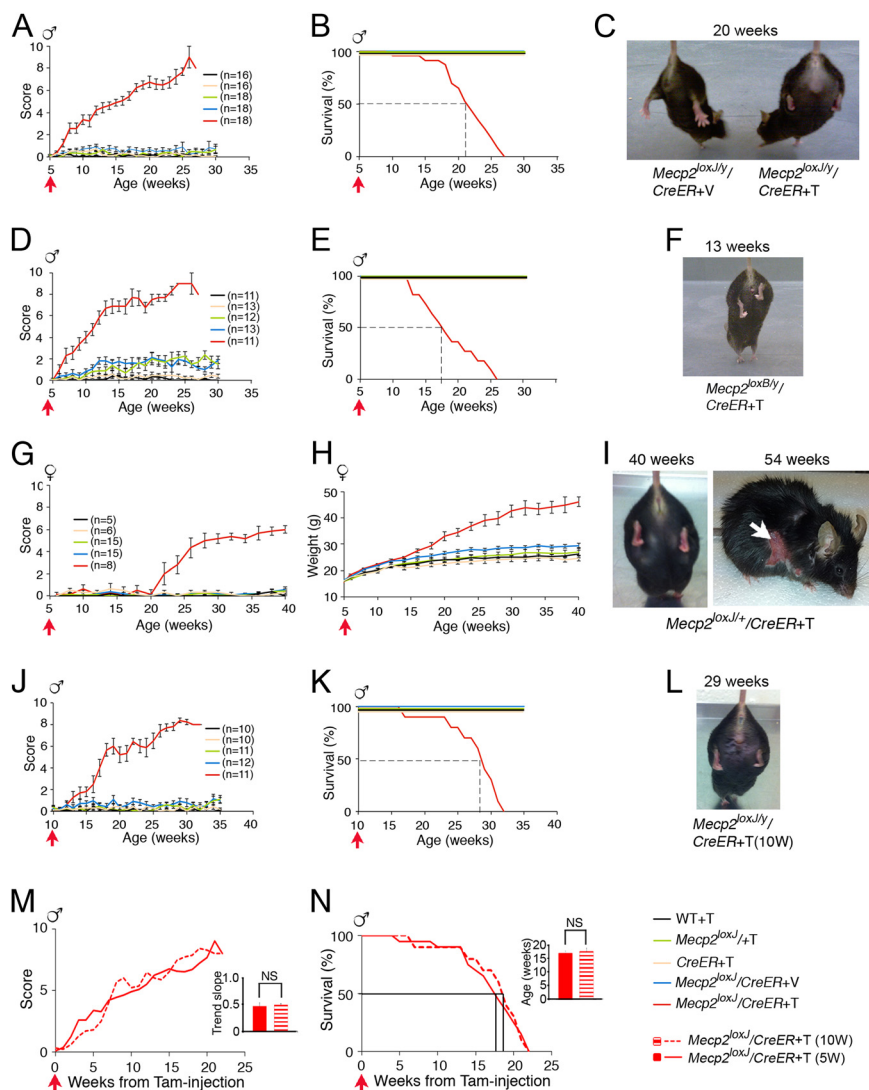 A
♂
10
8
6
4
2
0
Score
5 10 15 20 25 30 35
Age (weeks)
(n=16)
(n=16)
(n=18)
(n=18)
(n=18)
B
♂
100
50
0
Survival (%)
5 10 15 20 25 30 35
Age (weeks)
C
20 weeks
Mecp2loxJ/y/ CreER+V
Mecp2loxJ/y/ CreER+T
D
♂
10
8
6
4
2
0
Score
5 10 15 20 25 30 35
Age (weeks)
(n=11)
(n=13)
(n=12)
(n=13)
(n=11)
E
♂
100
50
0
Survival (%)
5 10 15 20 25 30 35
Age (weeks)
F
13 weeks
Mecp2loxB/y/
CreER+T
G
♀
10
8
6
4
2
0
Score
5 10 15 20 25 30 35 40
Age (weeks)
(n=5)
(n=6)
(n=15)
(n=15)
(n=8)
H
♀
50
40
30
20
10
Weight (g)
5 10 15 20 25 30 35 40
Age (weeks)
I
40 weeks
54 weeks
Mecp2loxJ/+/CreER+T
J
♂
10
8
6
4
2
0
Score
10 15 20 25 30 35 40
Age (weeks)
(n=10)
(n=10)
(n=11)
(n=12)
(n=11)
K
♂
100
50
0
Survival (%)
10 15 20 25 30 35 40
Age (weeks)
L
29 weeks
Mecp2loxJ/y/
CreER+T(10W)
M
♂
10
5
0
Score
0 5 10 15 20 25
Weeks from Tam-injection
NS
1.0
0.5
0
Trend slope
N
♂
100
50
0
Survival (%)
0 5 10 15 20 25
Weeks from Tam-injection
NS
20
15
10
5
0
Age (weeks)
WT+T
Mecp2loxJ/+T
CreER+T
Mecp2loxJ/CreER+V
Mecp2loxJ/CreER+T
Mecp2loxJ/CreER+T (10W)
Mecp2loxJ/CreER+T (5W)